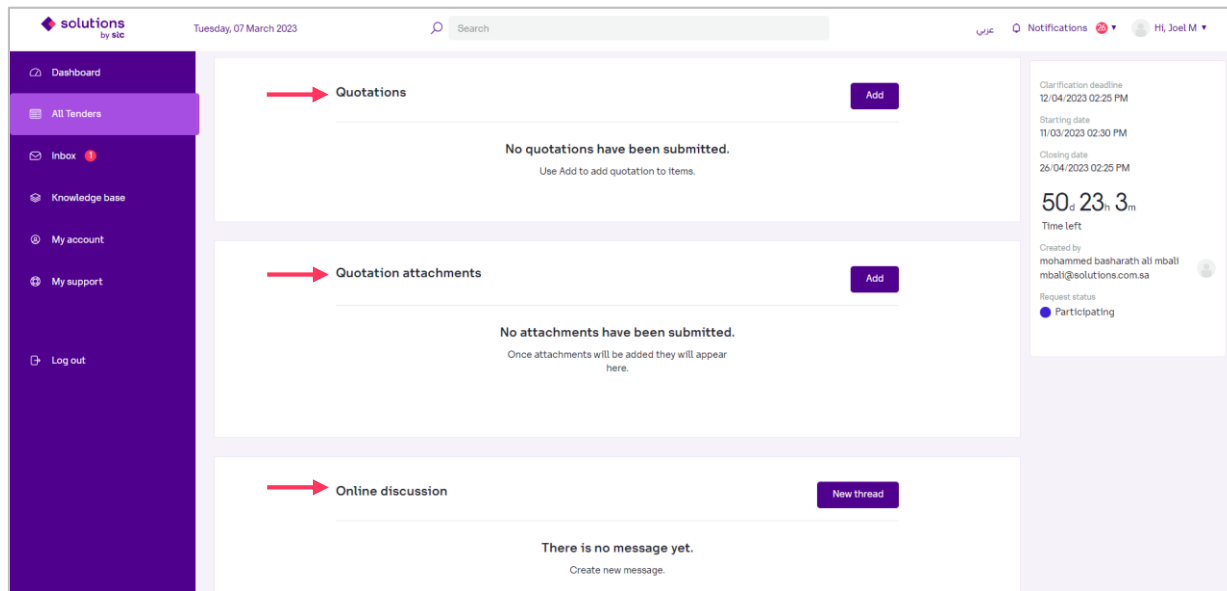 solutions
by stc
Tuesday, 07 March 2023
Search
عربي
Notifications 26
Hi, Joel M
Dashboard
All Tenders
Inbox 1
Knowledge base
My account
My support
Log out
Quotations
Add
No quotations have been submitted.
Use Add to add quotation to items.
Quotation attachments
Add
No attachments have been submitted.
Once attachments will be added they will appear
here.
Online discussion
New thread
There is no message yet.
Create new message.
Clarification deadline
12/04/2023 02:25 PM
Starting date
11/03/2023 02:30 PM
Closing date
26/04/2023 02:25 PM
50d 23h 3m
Time left
Created by
mohammed basharath ali mbali
mbali@solutions.com.sa
Request status
Participating